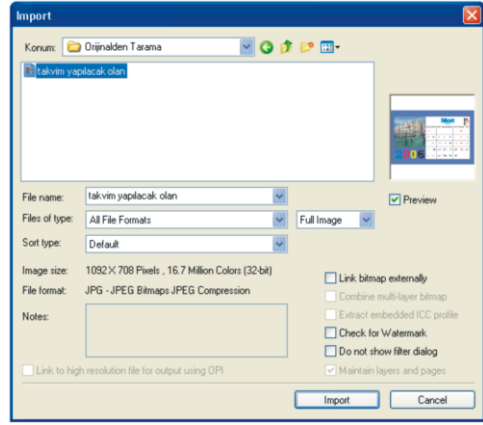 Import
Konum: Orijinalden Tarama
takvim yapılacak olan
2006
File name: takvim yapılacak olan
Preview
Files of type: All File Formats Full Image
Sort type: Default
Image size: 1092 X 708 Pixels , 16.7 Million Colors (32-bit)
File format: JPG - JPEG Bitmaps JPEG Compression
Notes:
Link bitmap externally
Combine multi-layer bitmap
Extract embedded ICC profile
Check for Watermark
Do not show filter dialog
Link to high resolution file for output using OPI
Maintain layers and pages
Import Cancel